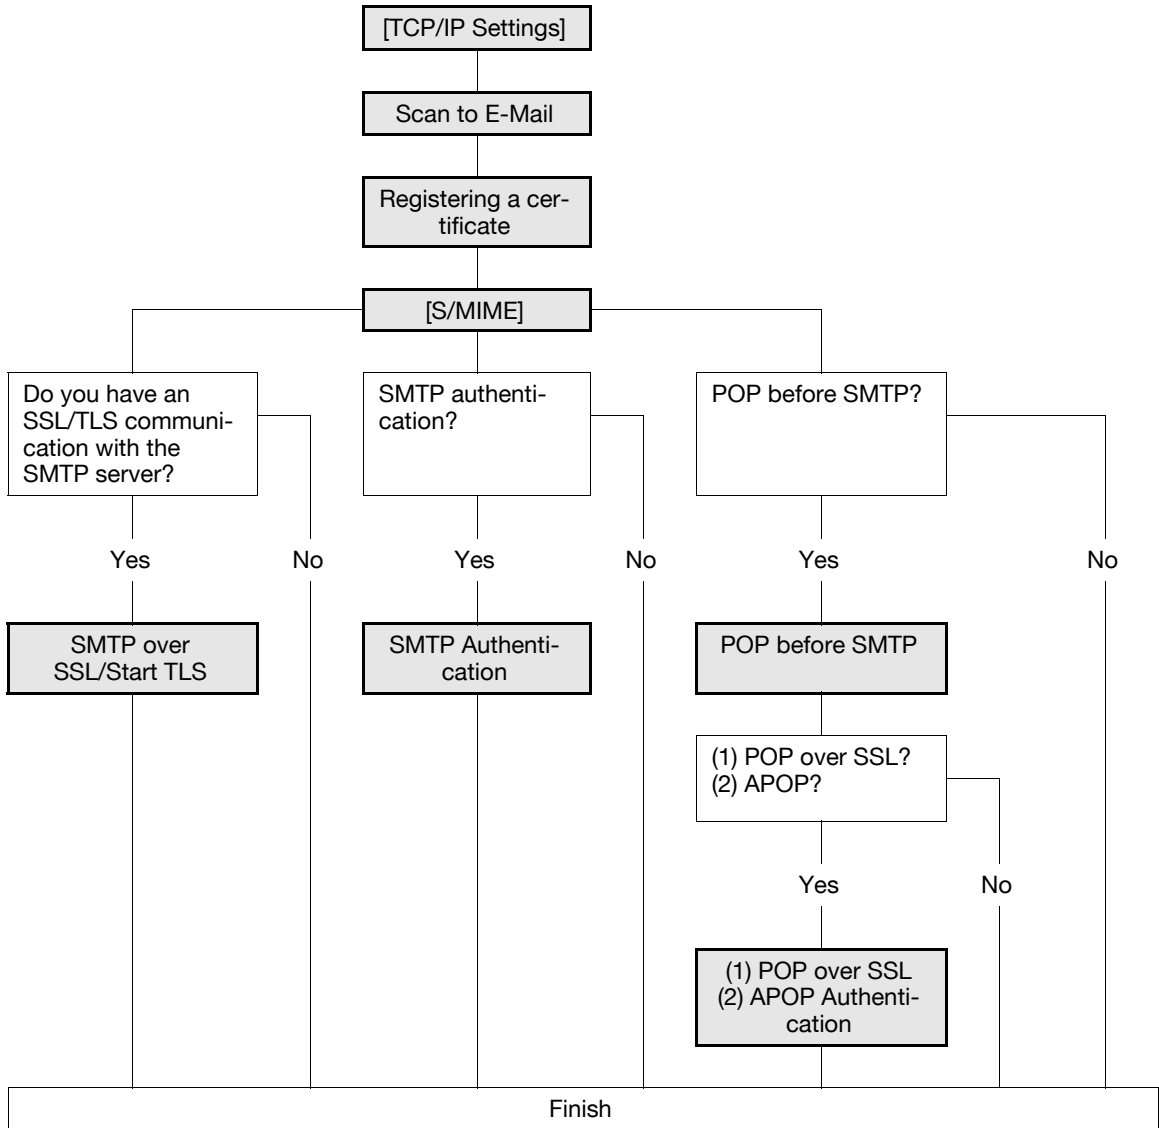 [TCP/IP Settings]
Scan to E-Mail
Registering a cer-
tificate
[S/MIME]
Do you have an
SSL/TLS communi-
cation with the
SMTP server?
SMTP authenti-
cation?
POP before SMTP?
Yes
No
Yes
No
Yes
No
SMTP over
SSL/Start TLS
SMTP Authenti-
cation
POP before SMTP
(1) POP over SSL?
(2) APOP?
Yes
No
(1) POP over SSL
(2) APOP Authenti-
cation
Finish